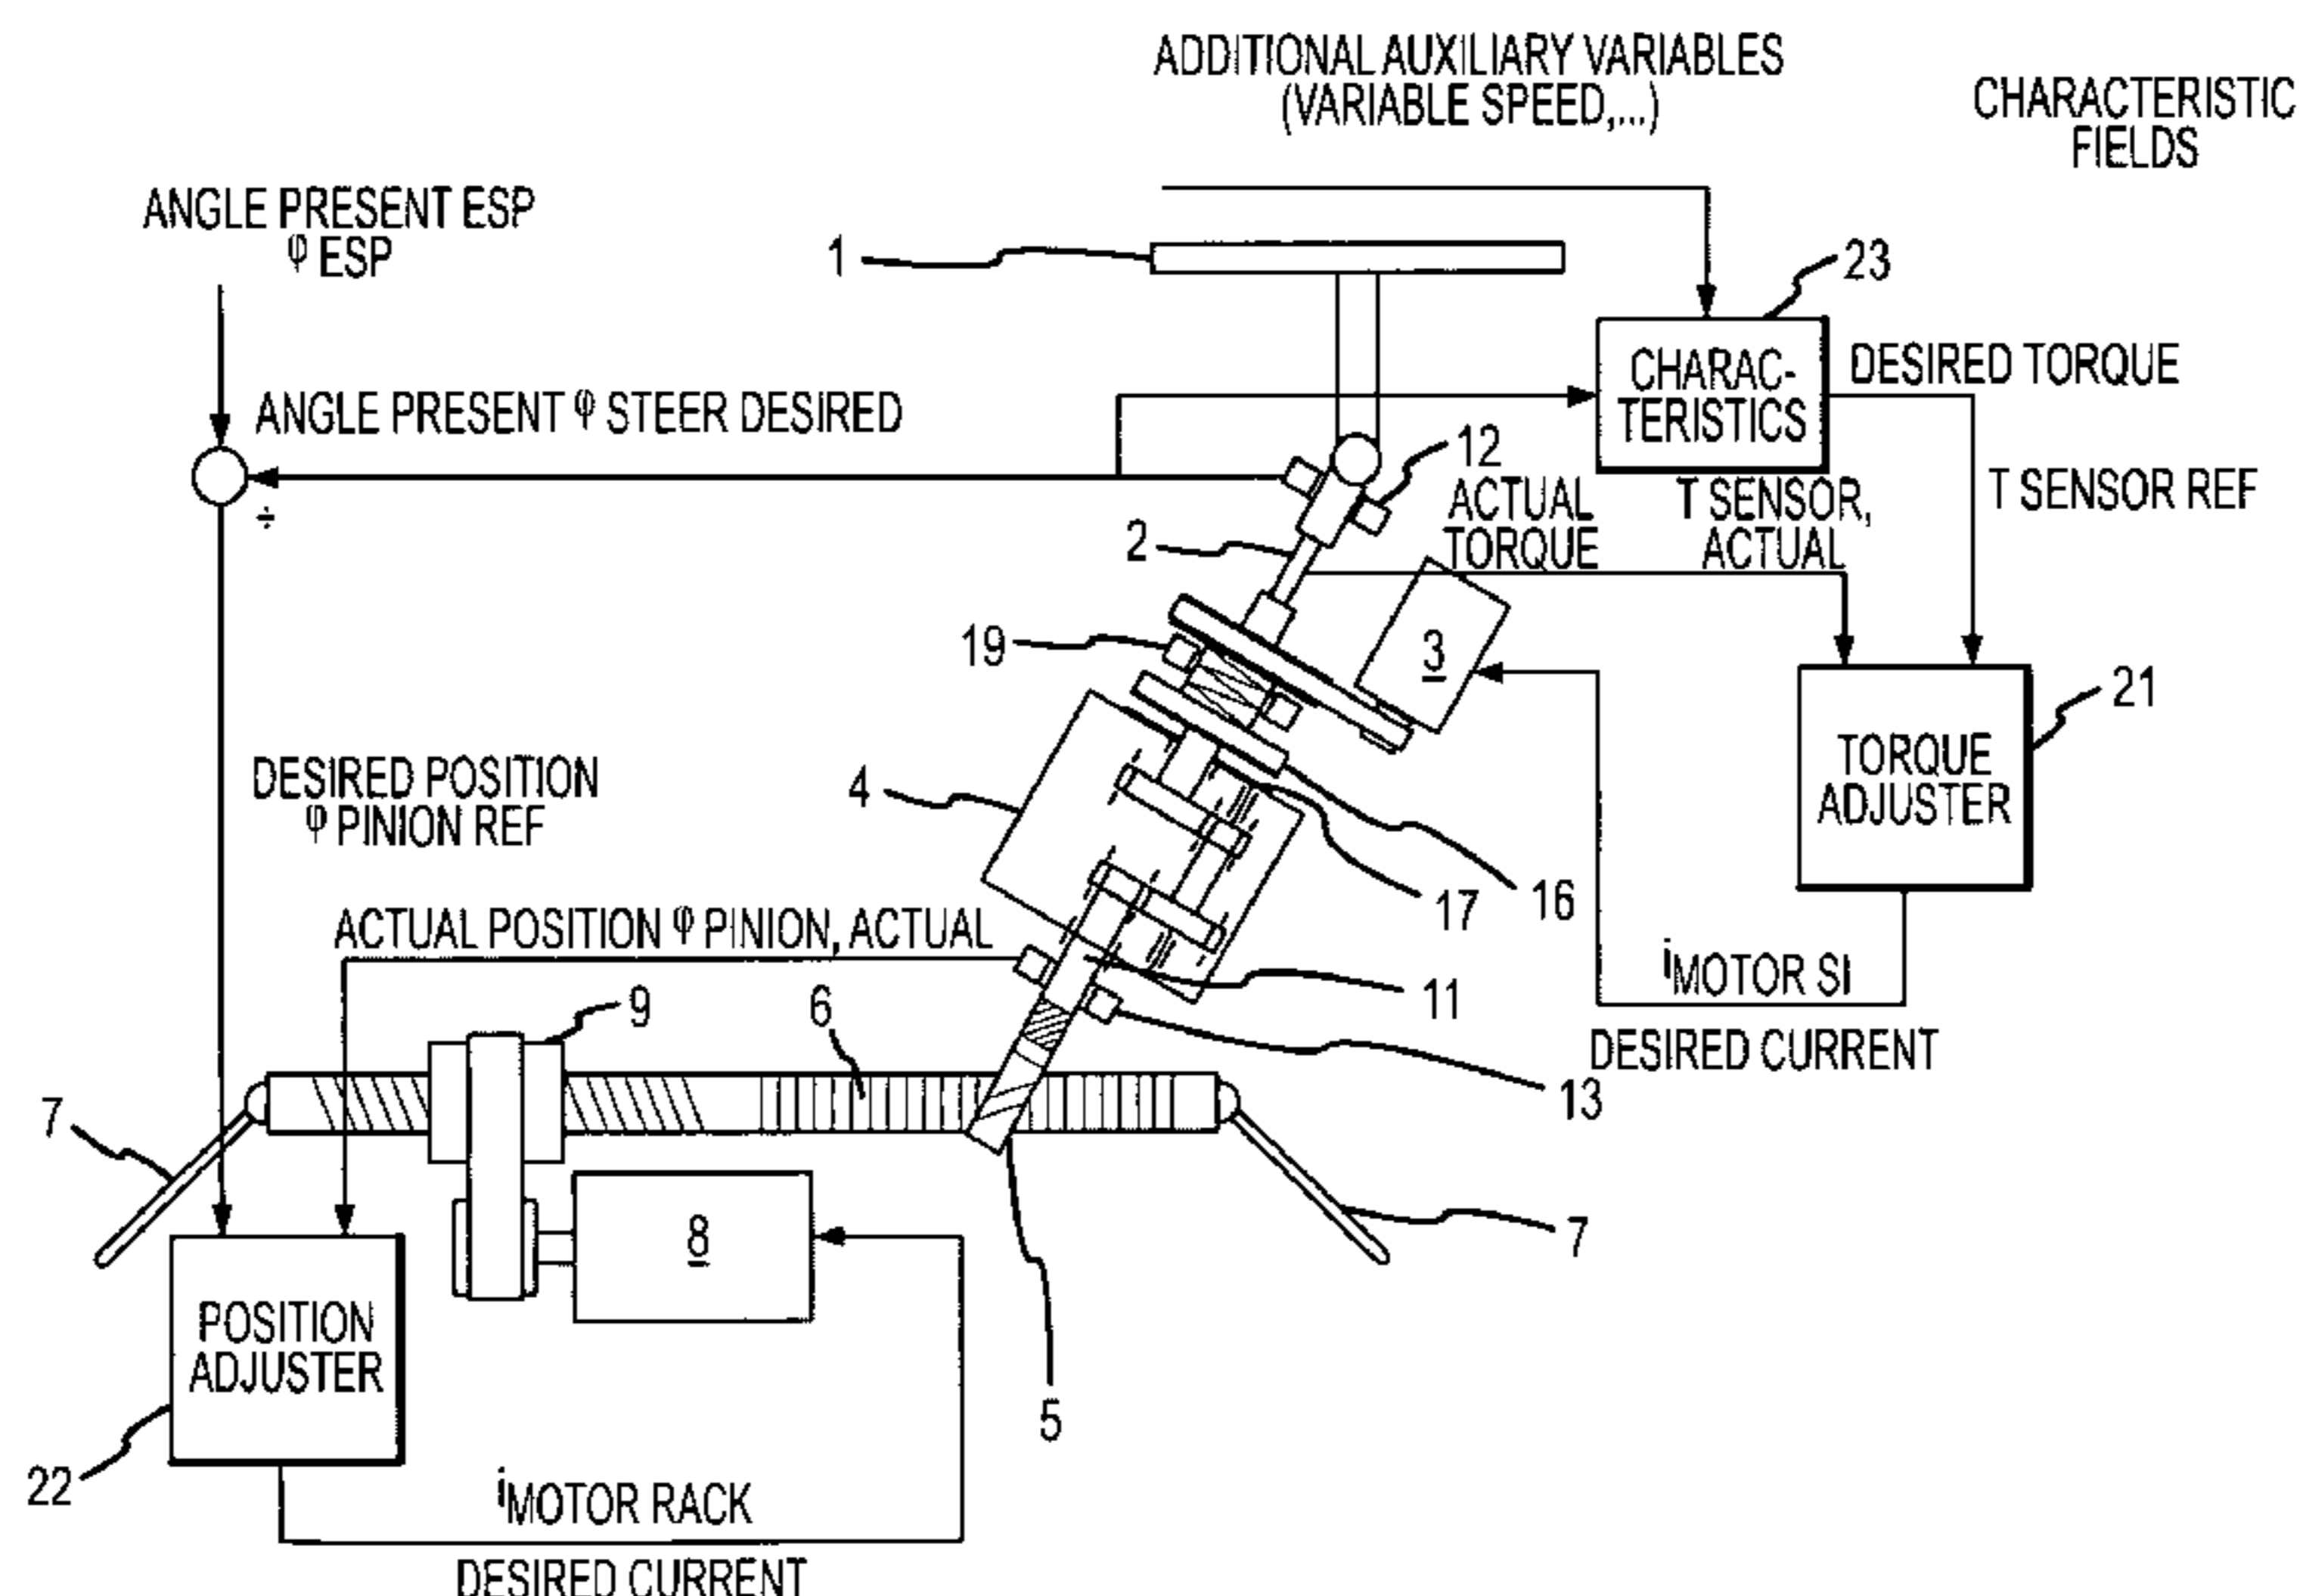 ADDITIONAL AUXILIARY VARIABLES
(VARIABLE SPEED,...)
CHARACTERISTIC
FIELDS
ANGLE PRESENT ESP
φ ESP
1
23
CHARAC-
TERISTICS
DESIRED TORQUE
ANGLE PRESENT φ STEER DESIRED
12
÷
2
ACTUAL
TORQUE
T SENSOR,
ACTUAL
T SENSOR REF
19
3
21
TORQUE
ADJUSTER
DESIRED POSITION
φ PINION REF
4
16
17
ACTUAL POSITION φ PINION, ACTUAL
11
iMOTOR SI
DESIRED CURRENT
9
6
13
7
7
8
POSITION
ADJUSTER
5
22
iMOTOR RACK
DESIRED CURRENT